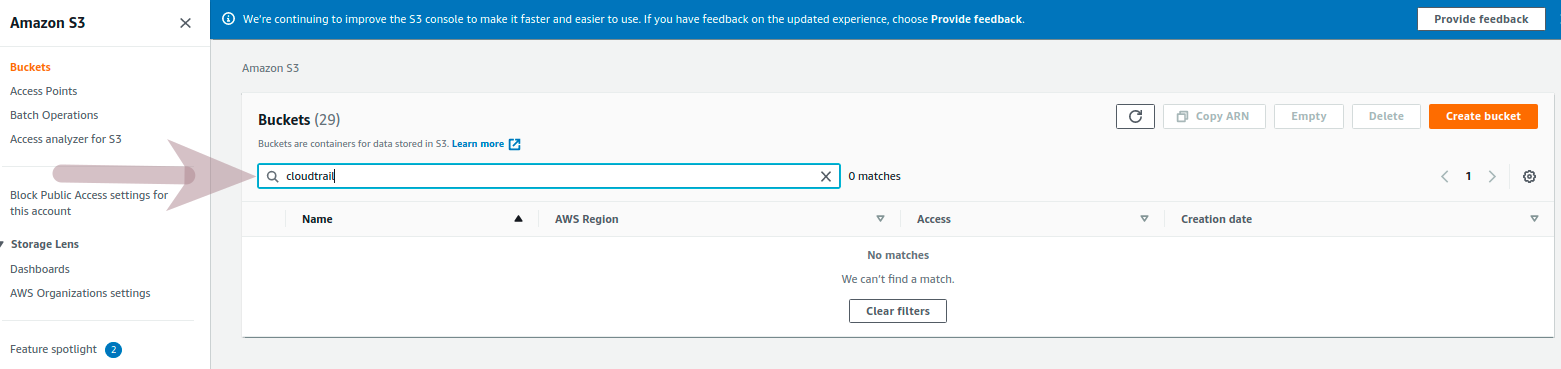 Amazon S3
We're continuing to improve the S3 console to make it faster and easier to use. If you have feedback on the updated experience, choose Provide feedback.
Provide feedback
Buckets
Access Points
Batch Operations
Access analyzer for S3
Block Public Access settings for
this account
Storage Lens
Dashboards
AWS Organizations settings
Feature spotlight 2
Amazon S3
Buckets (29)
Copy ARN
Empty
Delete
Create bucket
Buckets are containers for data stored in S3. Learn more
cloudtrail
0 matches
1
Name
AWS Region
Access
Creation date
No matches
We can't find a match.
Clear filters